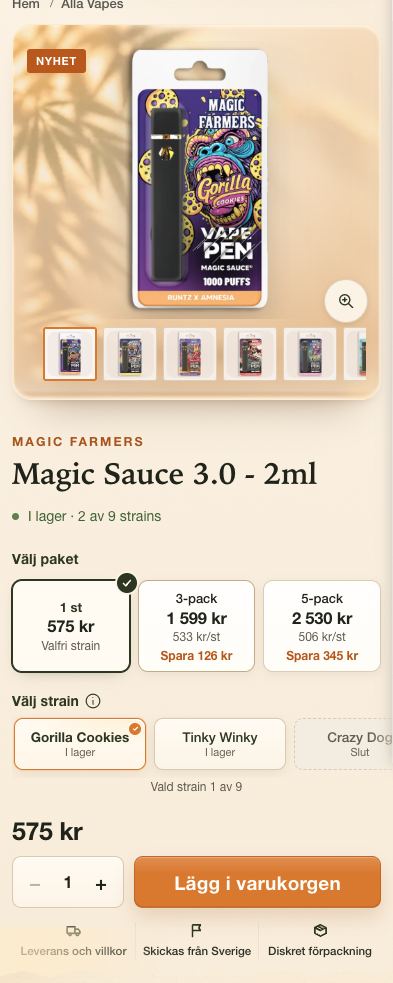 Hem / Alla Vapes
NYHET
MAGIC
FARMERS
Gorilla
COOKIES
VAPE
PEN
MAGIC SAUCE
1000 PUFFS
RUNTZ X AMNESIA
MAGIC FARMERS
Magic Sauce 3.0 - 2ml
I lager · 2 av 9 strains
Välj paket
1 st
575 kr
Valfri strain
3-pack
1 599 kr
533 kr/st
Spara 126 kr
5-pack
2 530 kr
506 kr/st
Spara 345 kr
Välj strain
Gorilla Cookies
I lager
Tinky Winky
I lager
Crazy Dog
Slut
Vald strain 1 av 9
575 kr
− 1 +
Lägg i varukorgen
Leverans och villkor
Skickas från Sverige
Diskret förpackning